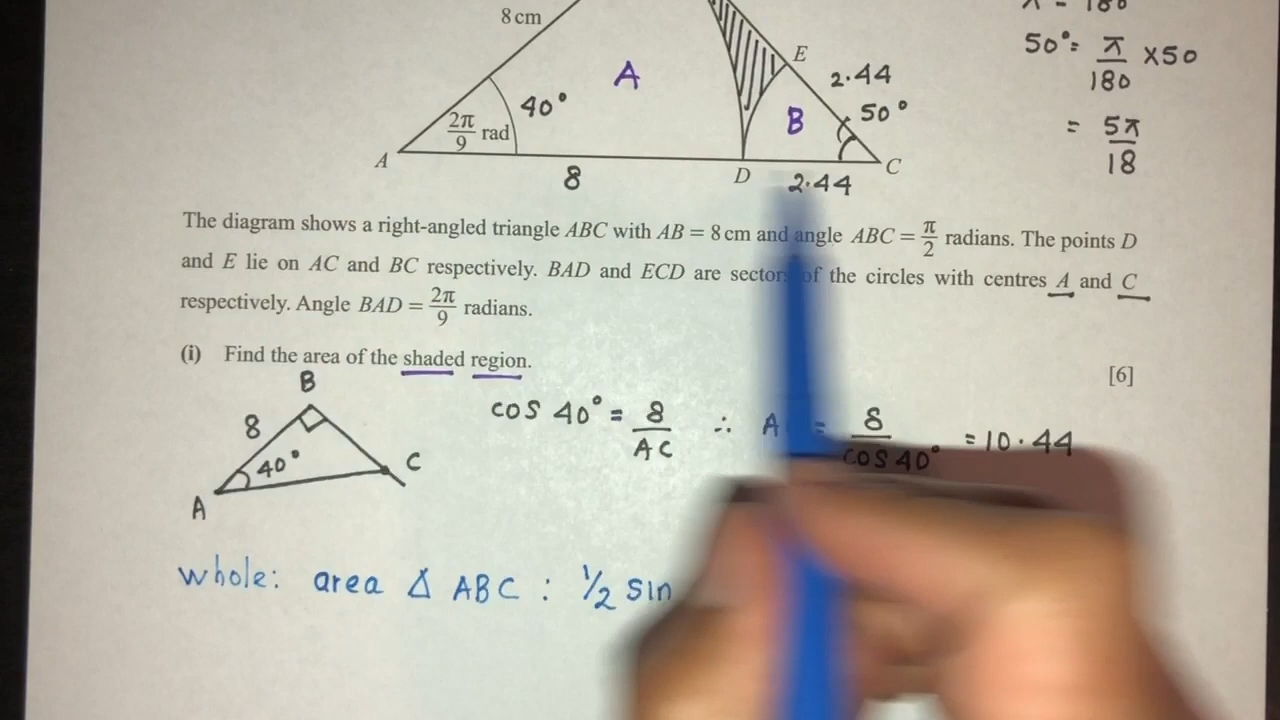 8 cm
π = 180
50° = π/180 × 50
= 5π/18
A
40°
2π/9 rad
E
2.44
50°
B
A
8
D
2.44
C
The diagram shows a right-angled triangle ABC with AB = 8 cm and angle ABC = π/2 radians. The points D
and E lie on AC and BC respectively. BAD and ECD are sectors of the circles with centres A and C
respectively. Angle BAD = 2π/9 radians.
(i) Find the area of the shaded region. [6]
B
8
40°
A
C
cos 40° = 8/AC ∴ A = 8/cos 40° = 10.44
whole: area Δ ABC : ½ sin